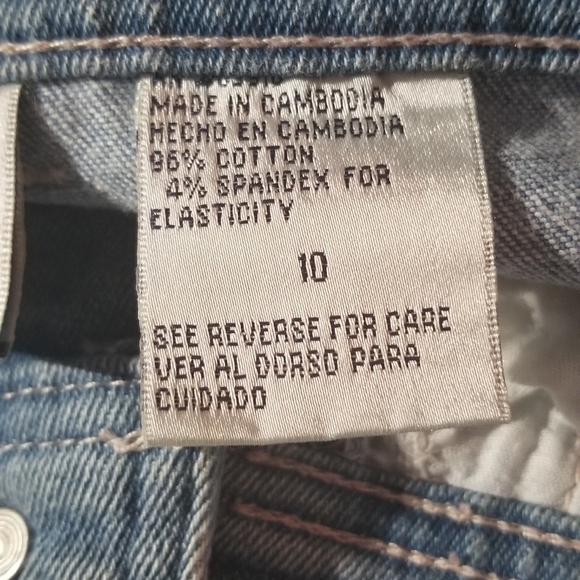 MADE IN CAMBODIA
HECHO EN CAMBODIA
96% COTTON
4% SPANDEX FOR
ELASTICITY
10
SEE REVERSE FOR CARE
VER AL DORSO PARA
CUIDADO